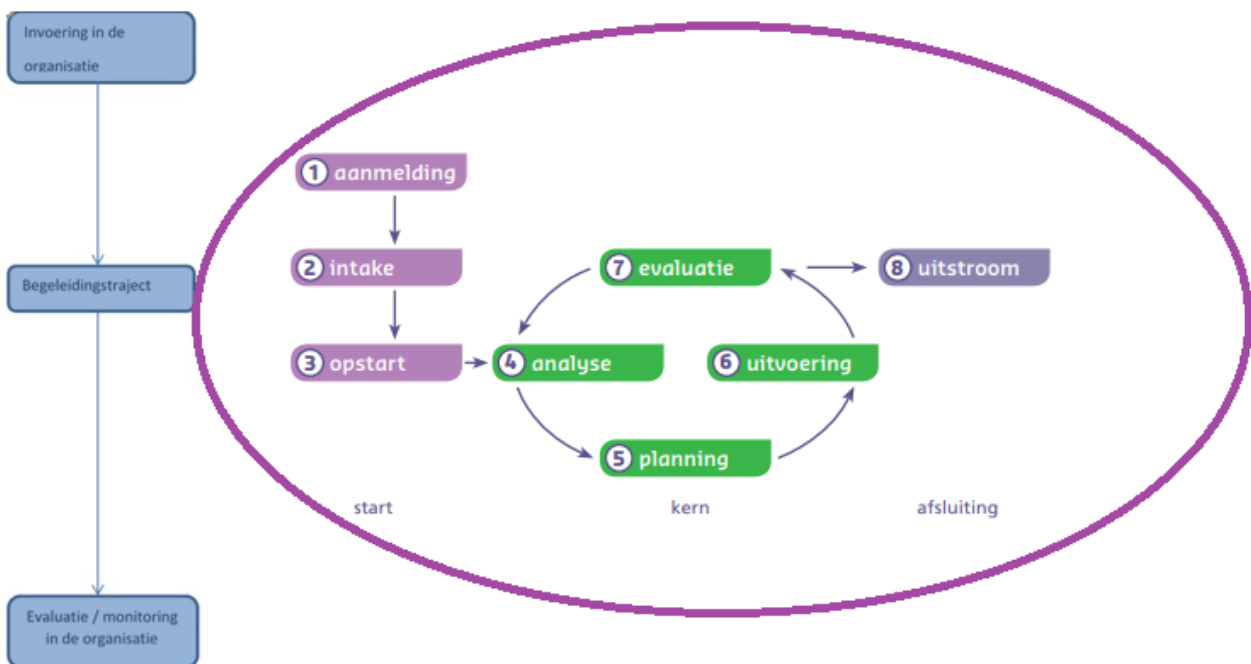 Invoering in de
organisatie
Begeleidingstraject
Evaluatie / monitoring
in de organisatie
1 aanmelding
2 intake
3 opstart
4 analyse
5 planning
6 uitvoering
7 evaluatie
8 uitstroom
start
kern
afsluiting